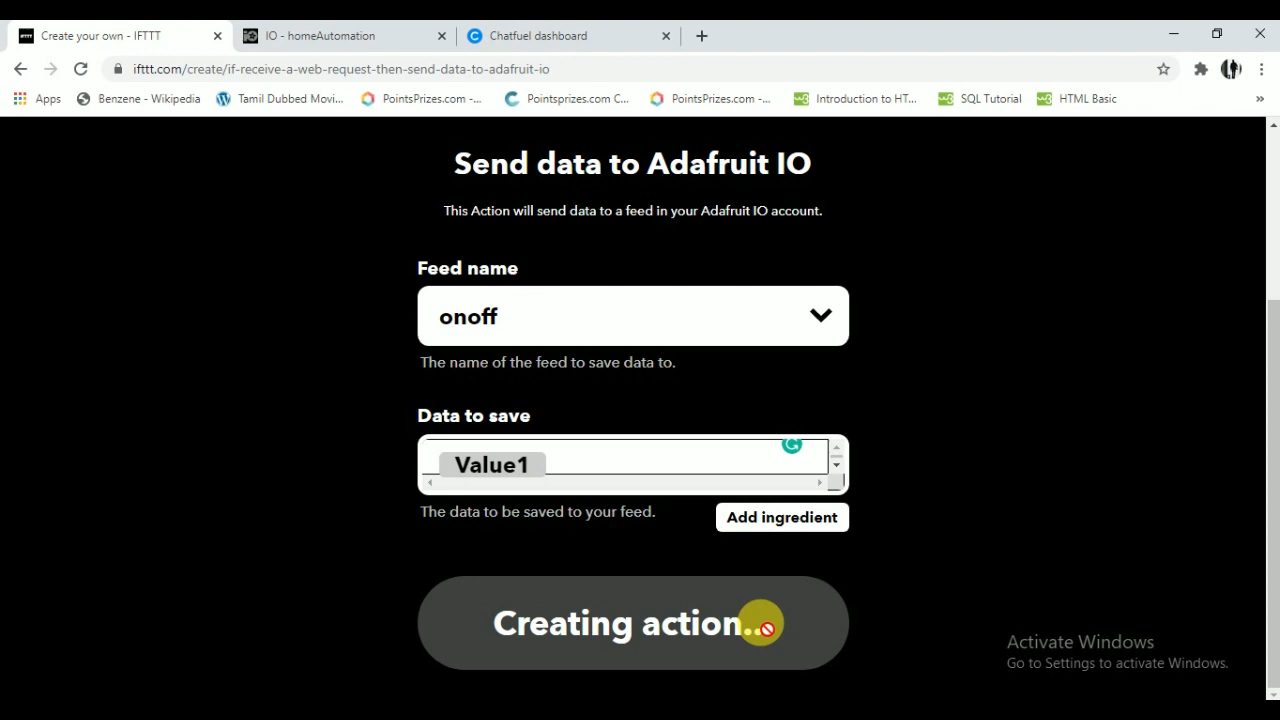 Create your own - IFTTT
IO - homeAutomation
Chatfuel dashboard
ifttt.com/create/if-receive-a-web-request-then-send-data-to-adafruit-io
Apps Benzene - Wikipedia Tamil Dubbed Movi... PointsPrizes.com -... Pointsprizes.com C... PointsPrizes.com -... Introduction to HT... SQL Tutorial HTML Basic »
Send data to Adafruit IO
This Action will send data to a feed in your Adafruit IO account.
Feed name
onoff
The name of the feed to save data to.
Data to save
Value1
The data to be saved to your feed.
Add ingredient
Creating action...
Activate Windows
Go to Settings to activate Windows.